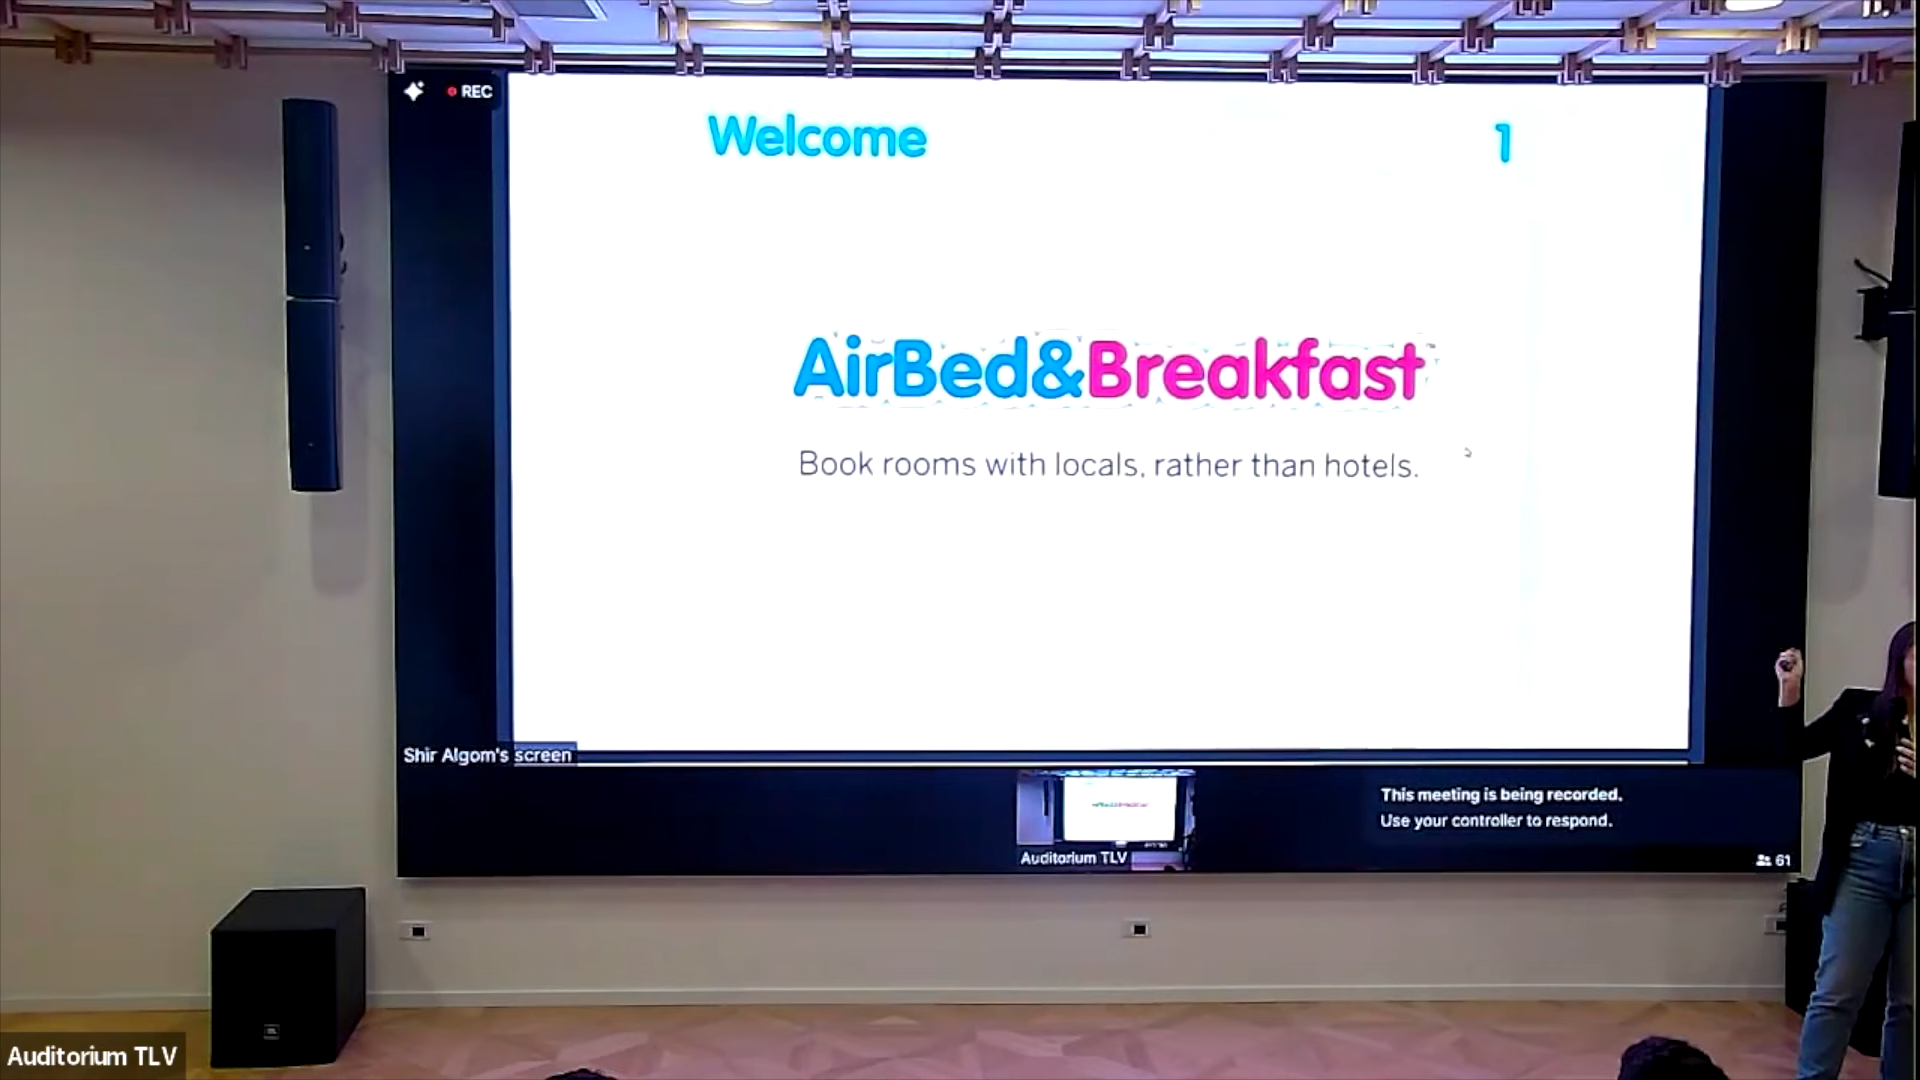 REC
Welcome
1
AirBed&Breakfast
Book rooms with locals, rather than hotels.
Shir Algom's screen
This meeting is being recorded.
Use your controller to respond.
Auditorium TLV
61
Auditorium TLV